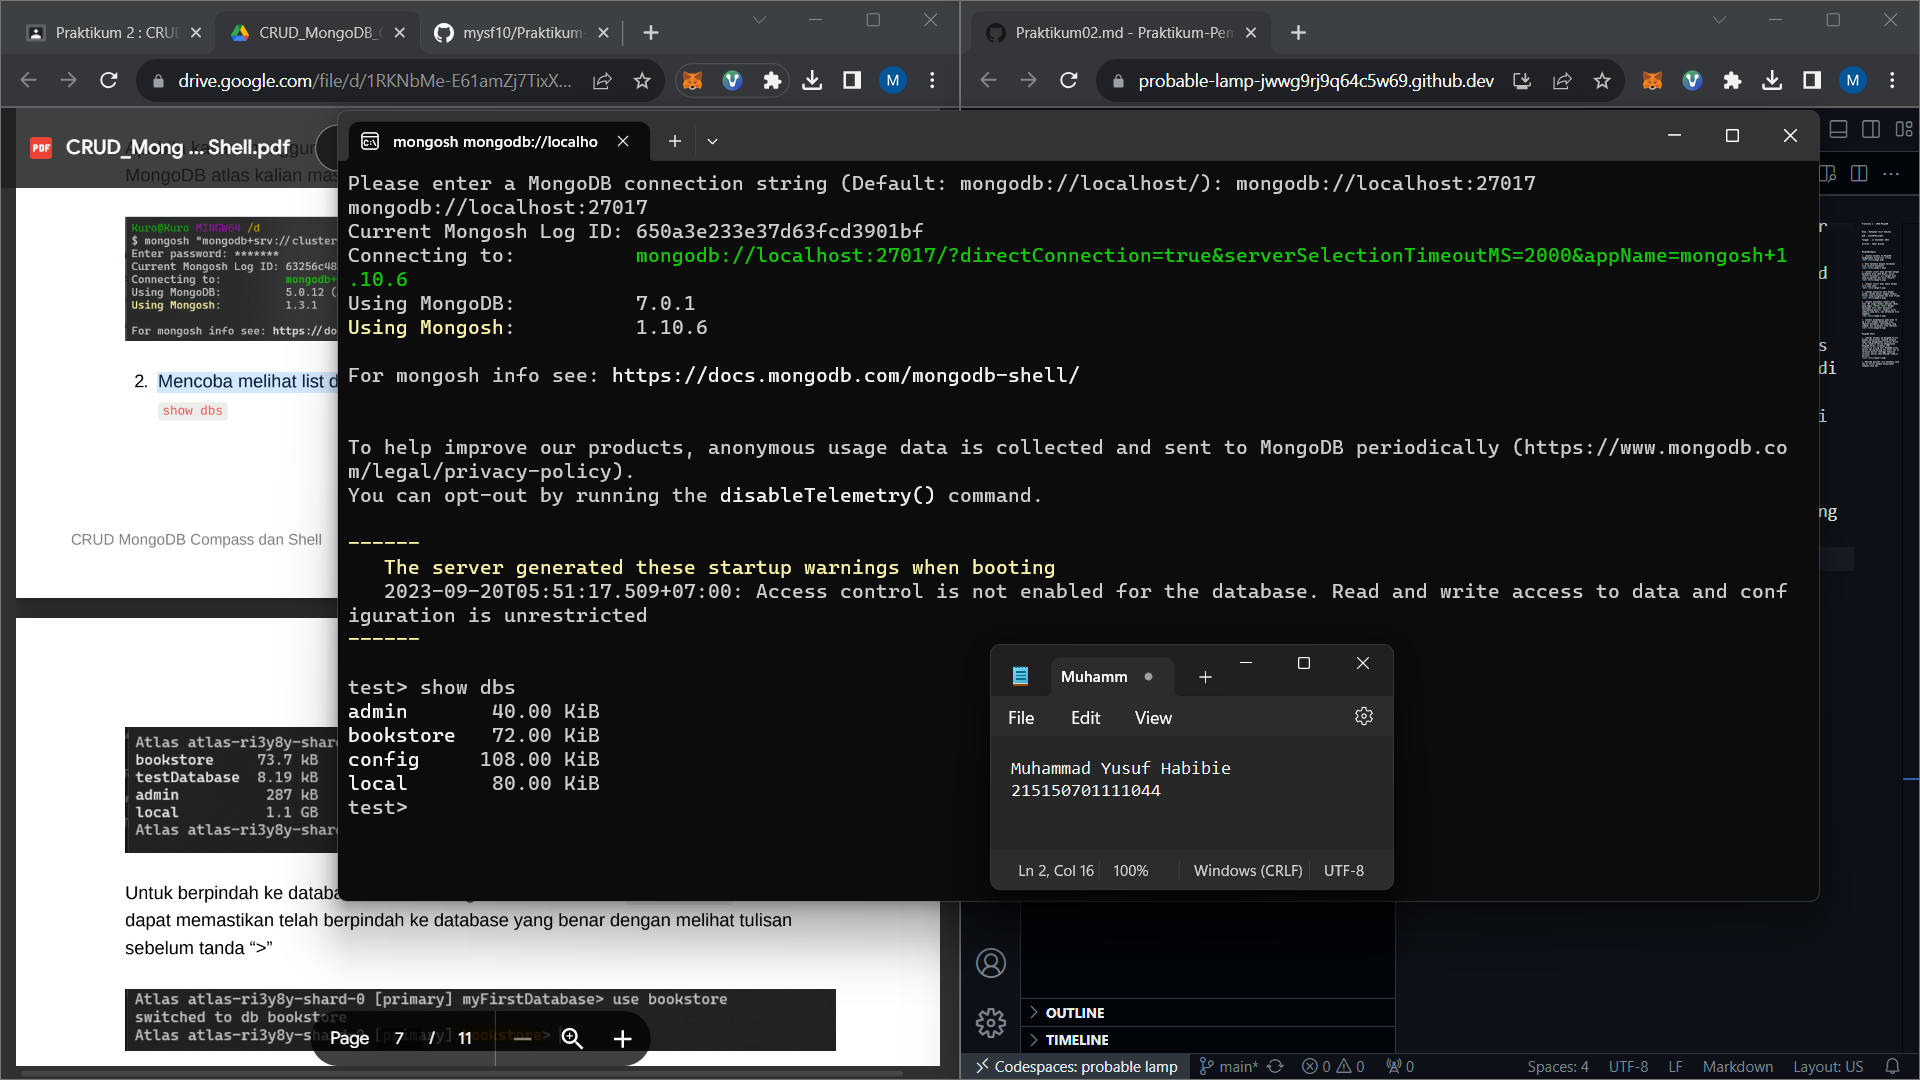 Praktikum 2 : CRU
CRUD_MongoDB_
mysf10/Praktikum-
Praktikum02.md - Praktikum-Pem
drive.google.com/file/d/1RKNbMe-E61amZj7TixX...
M
probable-lamp-jwwg9rj9q64c5w69.github.dev
M
PDF
CRUD_Mong ... Shell.pdf
MongoDB atlas kalian mas
Kuro@Kuro MINGW64 /d
$ mongosh "mongodb+srv://cluster
Enter password: *******
Current Mongosh Log ID: 63256c48
Connecting to: mongodb+
Using MongoDB: 5.0.12 (
Using Mongosh: 1.3.1
For mongosh info see: https://do
2. Mencoba melihat list d
show dbs
CRUD MongoDB Compass dan Shell
Atlas atlas-ri3y8y-shar
bookstore 73.7 kB
testDatabase 8.19 kB
admin 287 kB
local 1.1 GB
Atlas atlas-ri3y8y-shar
Untuk berpindah ke databa
dapat memastikan telah berpindah ke database yang benar dengan melihat tulisan
sebelum tanda “>”
Atlas atlas-ri3y8y-shard-0 [primary] myFirstDatabase> use bookstore
switched to db bookstore
Atlas atlas-ri3y8y-shard-0 [primary] bookstore>
Page 7 / 11
mongosh mongodb://localho
Please enter a MongoDB connection string (Default: mongodb://localhost/): mongodb://localhost:27017
mongodb://localhost:27017
Current Mongosh Log ID: 650a3e233e37d63fcd3901bf
Connecting to: mongodb://localhost:27017/?directConnection=true&serverSelectionTimeoutMS=2000&appName=mongosh+1
.10.6
Using MongoDB: 7.0.1
Using Mongosh: 1.10.6
For mongosh info see: https://docs.mongodb.com/mongodb-shell/
To help improve our products, anonymous usage data is collected and sent to MongoDB periodically (https://www.mongodb.co
m/legal/privacy-policy).
You can opt-out by running the disableTelemetry() command.
------
The server generated these startup warnings when booting
2023-09-20T05:51:17.509+07:00: Access control is not enabled for the database. Read and write access to data and conf
iguration is unrestricted
------
test> show dbs
admin 40.00 KiB
bookstore 72.00 KiB
config 108.00 KiB
local 80.00 KiB
test>
Muhamm
File Edit View
Muhammad Yusuf Habibie
215150701111044
Ln 2, Col 16 100% Windows (CRLF) UTF-8
r
d
s
di
i
ng
OUTLINE
TIMELINE
Codespaces: probable lamp main* 0 0 0 Spaces: 4 UTF-8 LF Markdown Layout: US